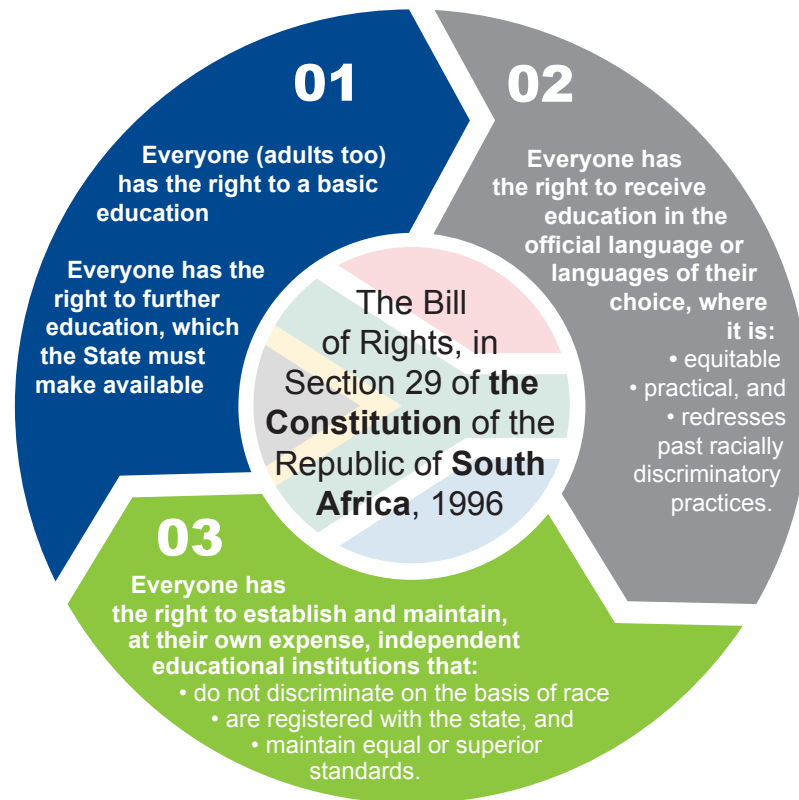 01
Everyone (adults too)
has the right to a basic
education
Everyone has the
right to further
education, which
the State must
make available
02
Everyone has
the right to receive
education in the
official language or
languages of their
choice, where
it is:
• equitable
• practical, and
• redresses
past racially
discriminatory
practices.
03
Everyone has
the right to establish and maintain,
at their own expense, independent
educational institutions that:
• do not discriminate on the basis of race
• are registered with the state, and
• maintain equal or superior
standards.
The Bill
of Rights, in
Section 29 of the
Constitution of the
Republic of South
Africa, 1996